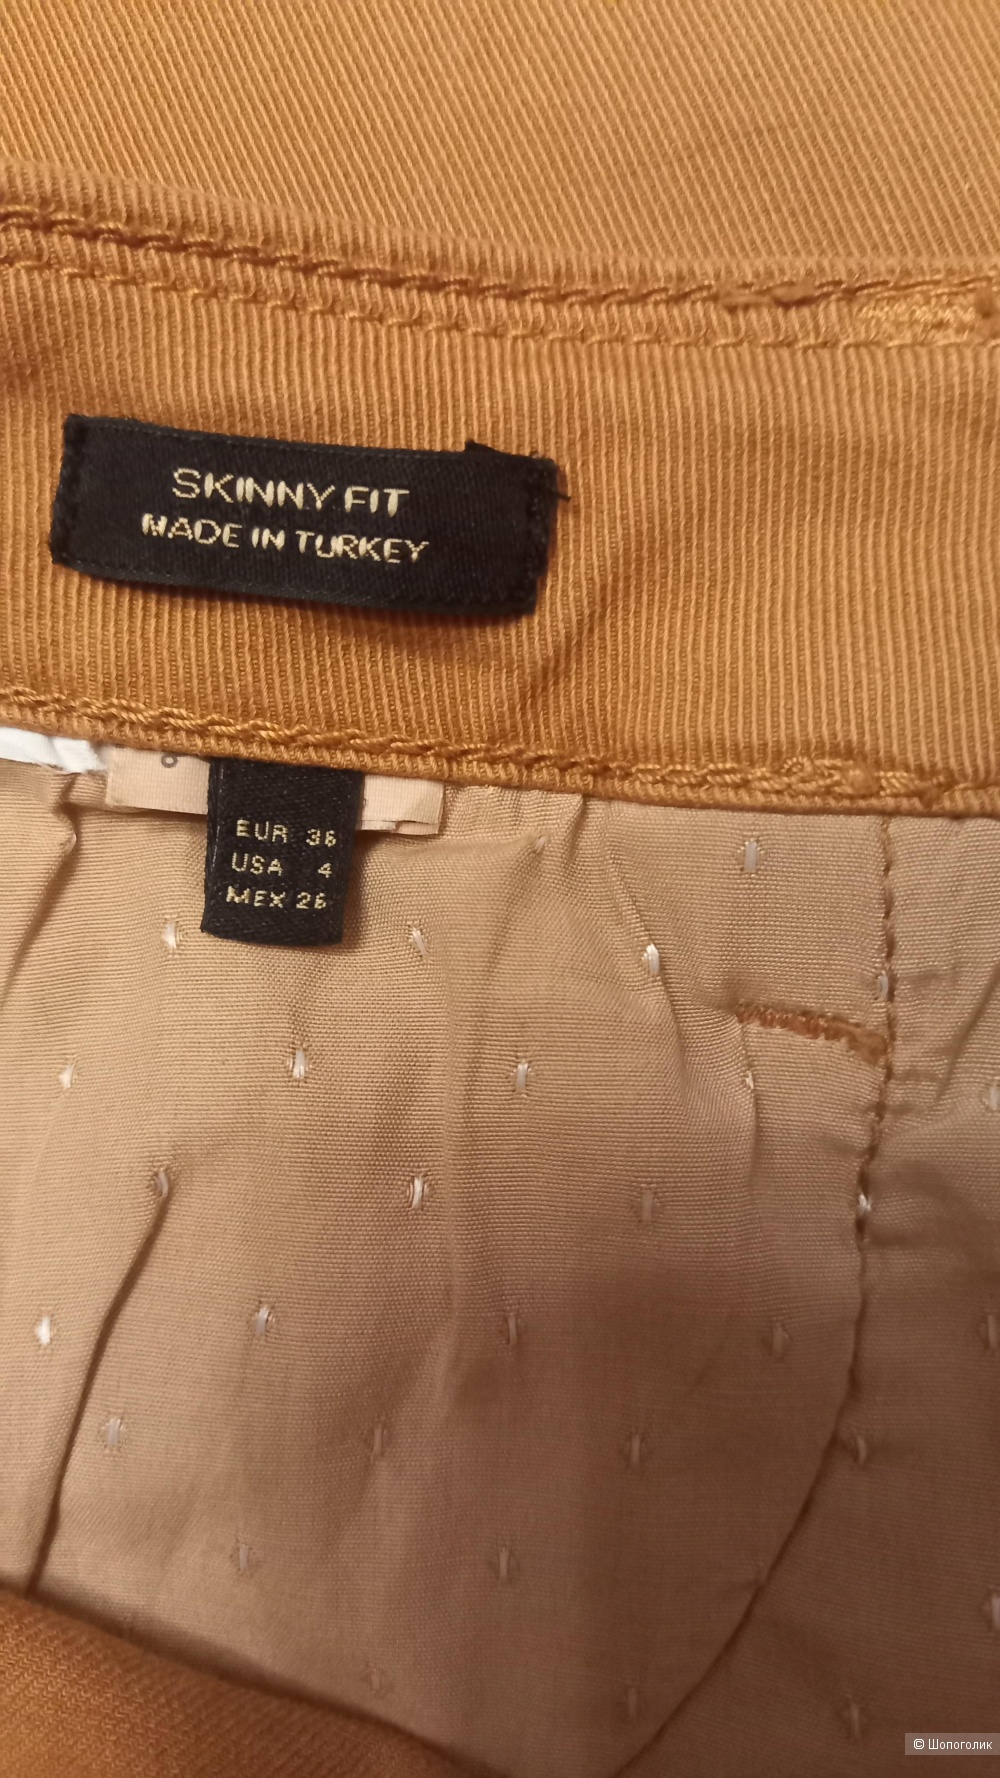 SKINNY FIT
MADE IN TURKEY
EUR 36
USA 4
MEX 26
© Шопоголик